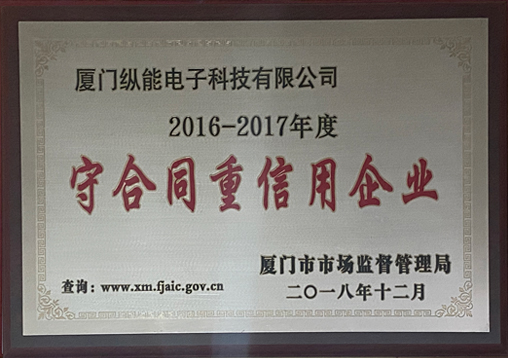 厦门纵能电子科技有限公司
2016-2017年度
守合同重信用企业
厦门市市场监督管理局
查询：www.xm.fjaic.gov.cn
二〇一八年十二月